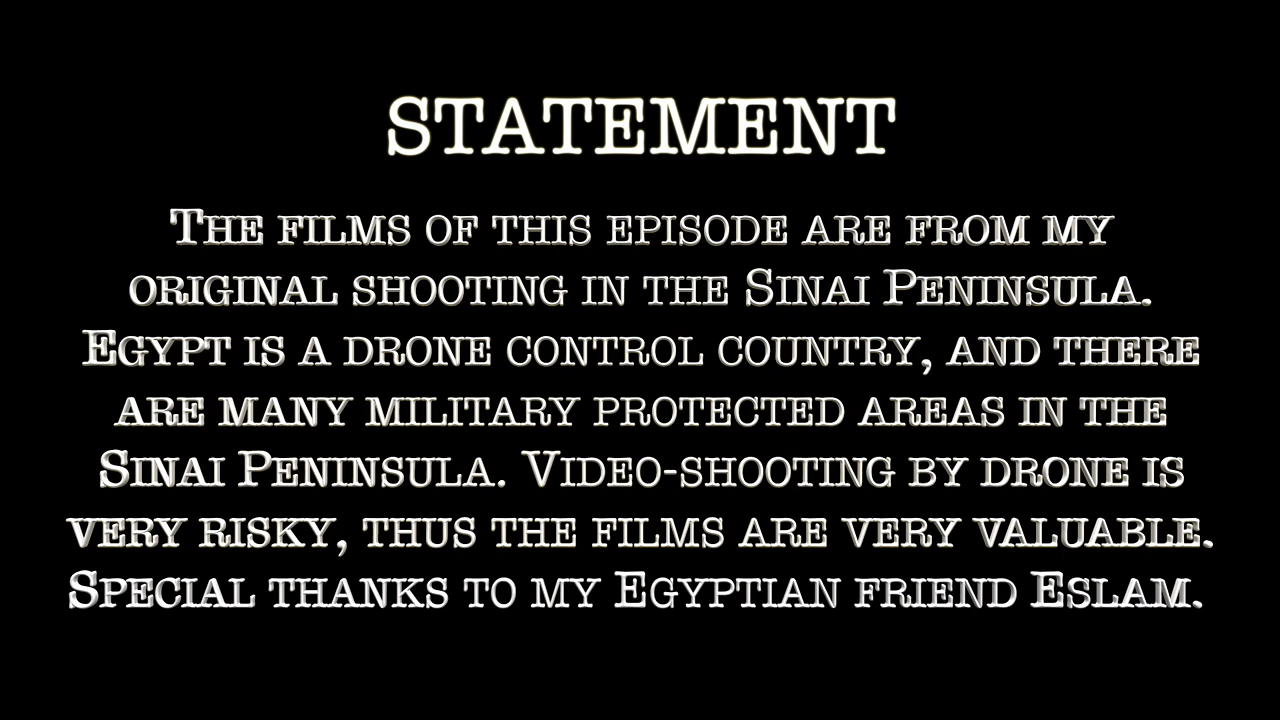 STATEMENT
The films of this episode are from my
original shooting in the Sinai Peninsula.
Egypt is a drone control country, and there
are many military protected areas in the
Sinai Peninsula. Video-shooting by drone is
very risky, thus the films are very valuable.
Special thanks to my Egyptian friend Eslam.